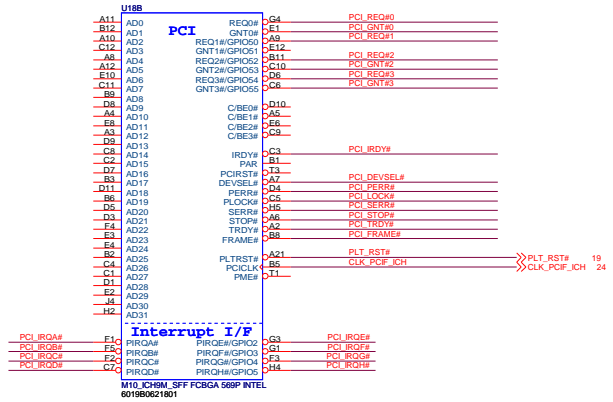 U18B
PCI
A11 AD0 REQ0# G4 PCI_REQ#0
B12 AD1 GNT0# E1 PCI_GNT#0
A10 AD2 REQ1#/GPIO50 A9 PCI_REQ#1
C12 AD3 GNT1#/GPIO51 E12
A8 AD4 REQ2#/GPIO52 B11 PCI_REQ#2
A12 AD5 GNT2#/GPIO53 C10 PCI_GNT#2
E10 AD6 REQ3#/GPIO54 D6 PCI_REQ#3
C11 AD7 GNT3#/GPIO55 C6 PCI_GNT#3
B9 AD8
D8 AD9 C/BE0# D10
A4 AD10 C/BE1# A5
E8 AD11 C/BE2# E6
A3 AD12 C/BE3# C9
D9 AD13
C8 AD14 IRDY# C3 PCI_IRDY#
C2 AD15 PAR B1
D7 AD16 PCIRST# T3
B3 AD17 DEVSEL# A7 PCI_DEVSEL#
D11 AD18 PERR# D4 PCI_PERR#
B6 AD19 PLOCK# C5 PCI_LOCK#
D5 AD20 SERR# H5 PCI_SERR#
D3 AD21 STOP# A6 PCI_STOP#
F4 AD22 TRDY# A2 PCI_TRDY#
E3 AD23 FRAME# B8 PCI_FRAME#
E4 AD24
B2 AD25 PLTRST# A21 PLT_RST# PLT_RST# 19
C4 AD26 PCICLK B5 CLK_PCIF_ICH CLK_PCIF_ICH 24
C1 AD27 PME# T1
D1 AD28
E2 AD29
J4 AD30
H2 AD31
Interrupt I/F
PCI_IRQA# F1 PIRQA# PIRQE#/GPIO2 G3 PCI_IRQE#
PCI_IRQB# F5 PIRQB# PIRQF#/GPIO3 G1 PCI_IRQF#
PCI_IRQC# F2 PIRQC# PIRQG#/GPIO4 F3 PCI_IRQG#
PCI_IRQD# C7 PIRQD# PIRQH#/GPIO5 H4 PCI_IRQH#
M10_ICH9M_SFF FCBGA 569P INTEL
6019B0621801